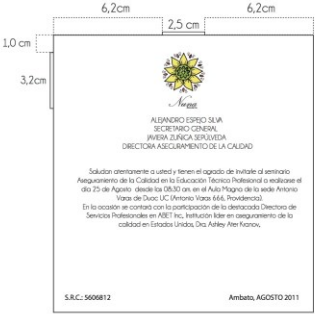 6,2cm
6,2cm
2,5 cm
1,0 cm
3,2cm
Nuna
ALEJANDRO ESPEJO SILVA
SECRETARIO GENERAL
JAVIERA ZUÑICA SEPÚLVEDA
DIRECTORA ASEGURAMIENTO DE LA CALIDAD
Saludan atentamente a usted y tienen el agrado de invitarle al seminario
Aseguramiento de la Calidad en la Educación Técnico Profesional a realizarse el
día 25 de Agosto desde las 08:30 am. en el Aula Magna de la sede Antonio
Varas de Duoc UC (Antonio Varas 666, Providencia).
En la ocasión se contará con la participación de la destacada Directora de
Servicios Profesionales en ABET Inc., Institución líder en aseguramiento de la
calidad en Estados Unidos, Dra. Ashley Ater Kranov.
S.R.C.: 5606812
Ambato, AGOSTO 2011